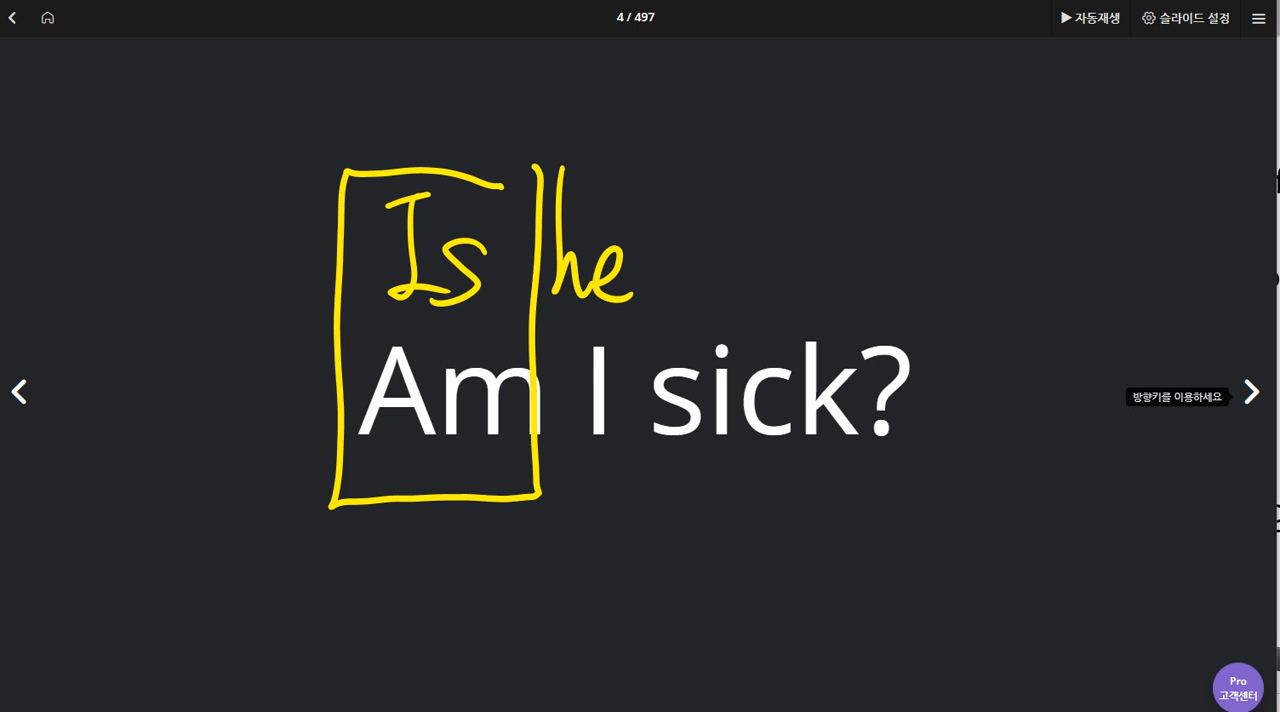 4 / 497
자동재생
슬라이드 설정
Is he
Am I sick?
방향키를 이용하세요
Pro
고객센터